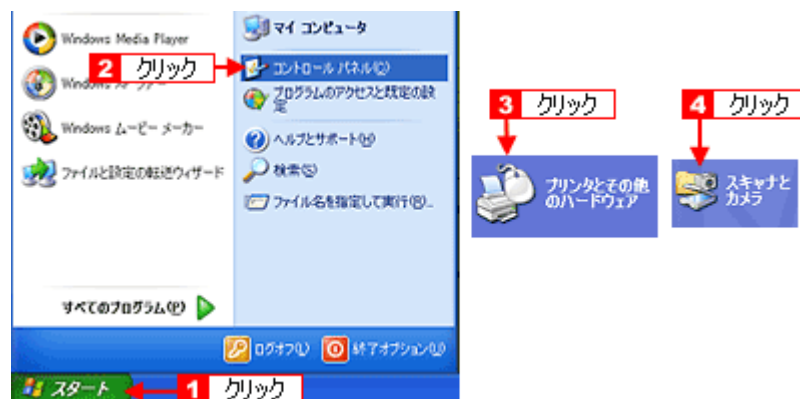 Windows Media Player
マイ コンピュータ
2 クリック
コントロール パネル(C)
Windows
プログラムのアクセスと既定の設
定
Windows ムービー メーカー
ヘルプとサポート(H)
ファイルと設定の転送ウィザード
検索(S)
ファイル名を指定して実行(R)...
すべてのプログラム(P)
ログオフ(L)
終了オプション(U)
スタート
1 クリック
3 クリック
プリンタとその他
のハードウェア
4 クリック
スキャナと
カメラ